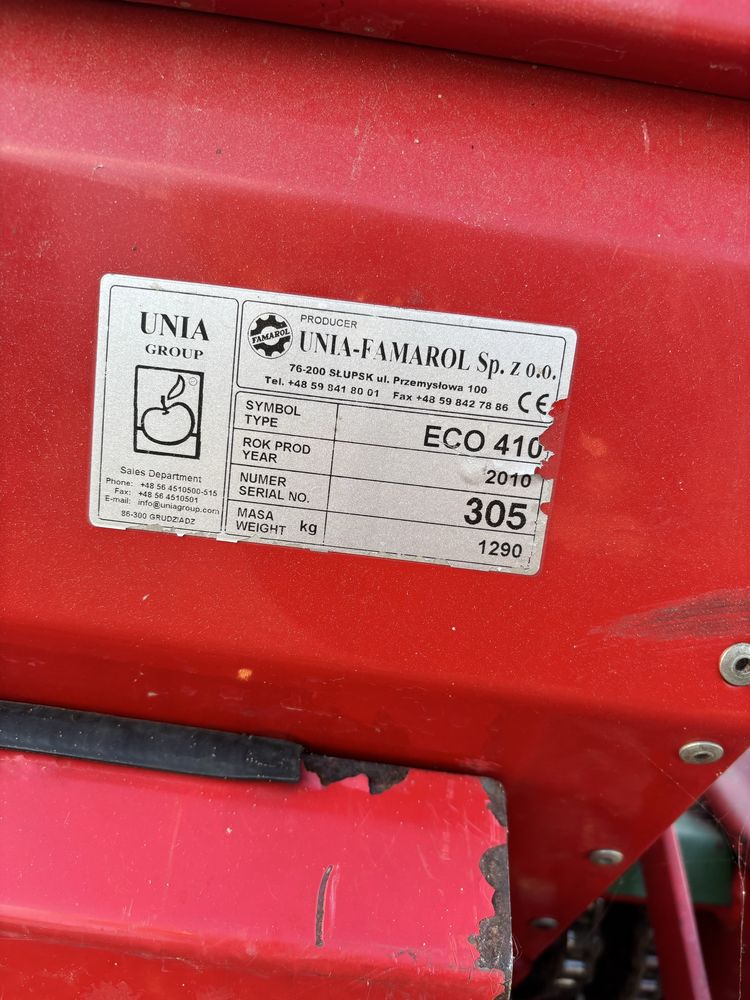 UNIA
GROUP
Sales Department
Phone: +48 56 4510500-515
Fax: +48 56 4510501
E-mail: info@uniagroup.com
86-300 GRUDZIADZ
FAMAROL
PRODUCER
UNIA-FAMAROL Sp. z o.o.
76-200 SŁUPSK ul. Przemysłowa 100
Tel. +48 59 841 80 01 Fax +48 59 842 78 86 CE
SYMBOL
TYPE
ECO 410
ROK PROD
YEAR
2010
NUMER
SERIAL NO.
305
MASA
WEIGHT kg
1290